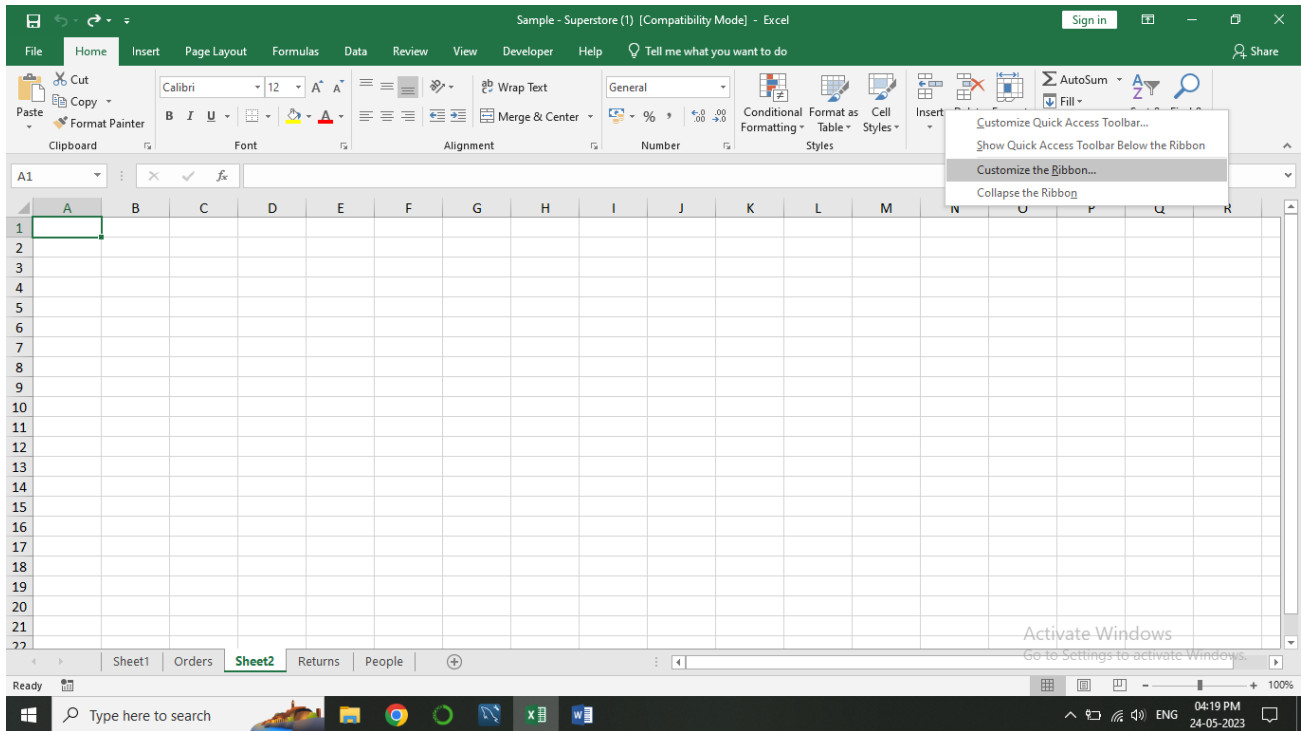 Sample - Superstore (1) [Compatibility Mode] - Excel
Sign in
File Home Insert Page Layout Formulas Data Review View Developer Help Tell me what you want to do Share
Paste
Cut
Copy
Format Painter
Clipboard
Calibri 12
B I U
Font
Wrap Text
Merge & Center
Alignment
General
% ,
Number
Conditional Formatting
Format as Table
Cell Styles
Styles
Insert
AutoSum
Fill
Customize Quick Access Toolbar...
Show Quick Access Toolbar Below the Ribbon
Customize the Ribbon...
Collapse the Ribbon
A1 fx
A B C D E F G H I J K L M N O P Q R
1
2
3
4
5
6
7
8
9
10
11
12
13
14
15
16
17
18
19
20
21
22
Activate Windows
Go to Settings to activate Windows.
Sheet1 Orders Sheet2 Returns People
Ready 100%
Type here to search
ENG
04:19 PM
24-05-2023